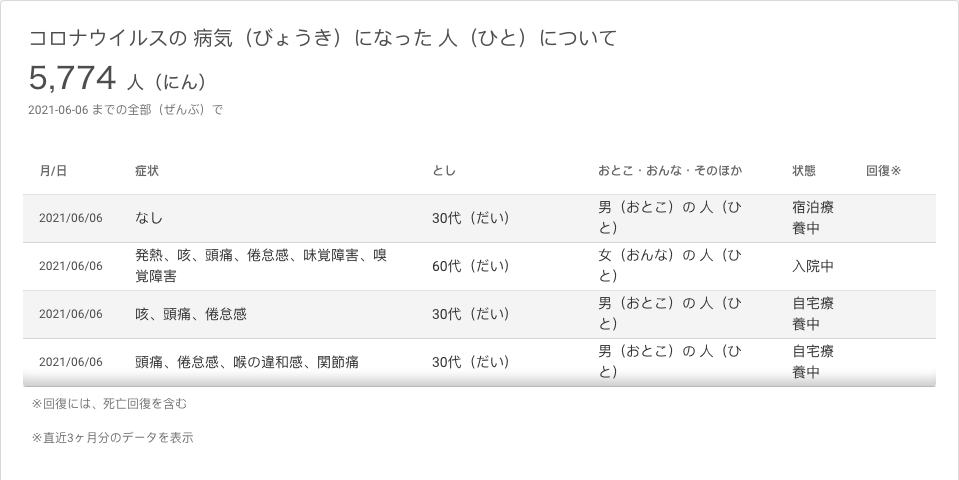 コロナウイルスの 病気（びょうき）になった 人（ひと）について
5,774 人（にん）
2021-06-06 までの全部（ぜんぶ）で
月/日 症状 とし おとこ・おんな・そのほか 状態 回復※
2021/06/06 なし 30代（だい） 男（おとこ）の 人（ひ
と） 宿泊療
養中
2021/06/06 発熱、咳、頭痛、倦怠感、味覚障害、嗅
覚障害 60代（だい） 女（おんな）の 人（ひ
と） 入院中
2021/06/06 咳、頭痛、倦怠感 30代（だい） 男（おとこ）の 人（ひ
と） 自宅療
養中
2021/06/06 頭痛、倦怠感、喉の違和感、関節痛 30代（だい） 男（おとこ）の 人（ひ
と） 自宅療
養中
※回復には、死亡回復を含む
※直近3ヶ月分のデータを表示